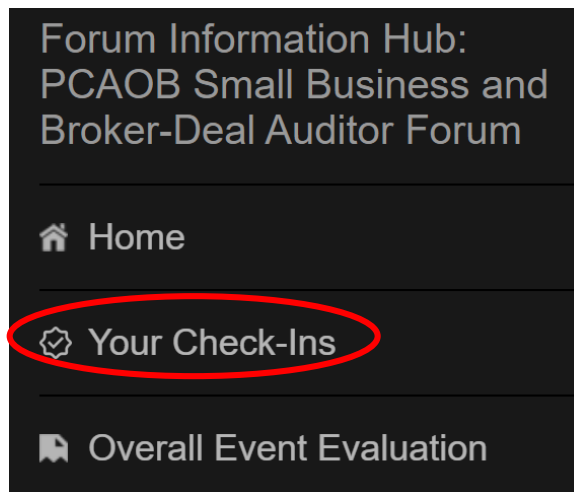 Forum Information Hub:
PCAOB Small Business and
Broker-Deal Auditor Forum
Home
Your Check-Ins
Overall Event Evaluation